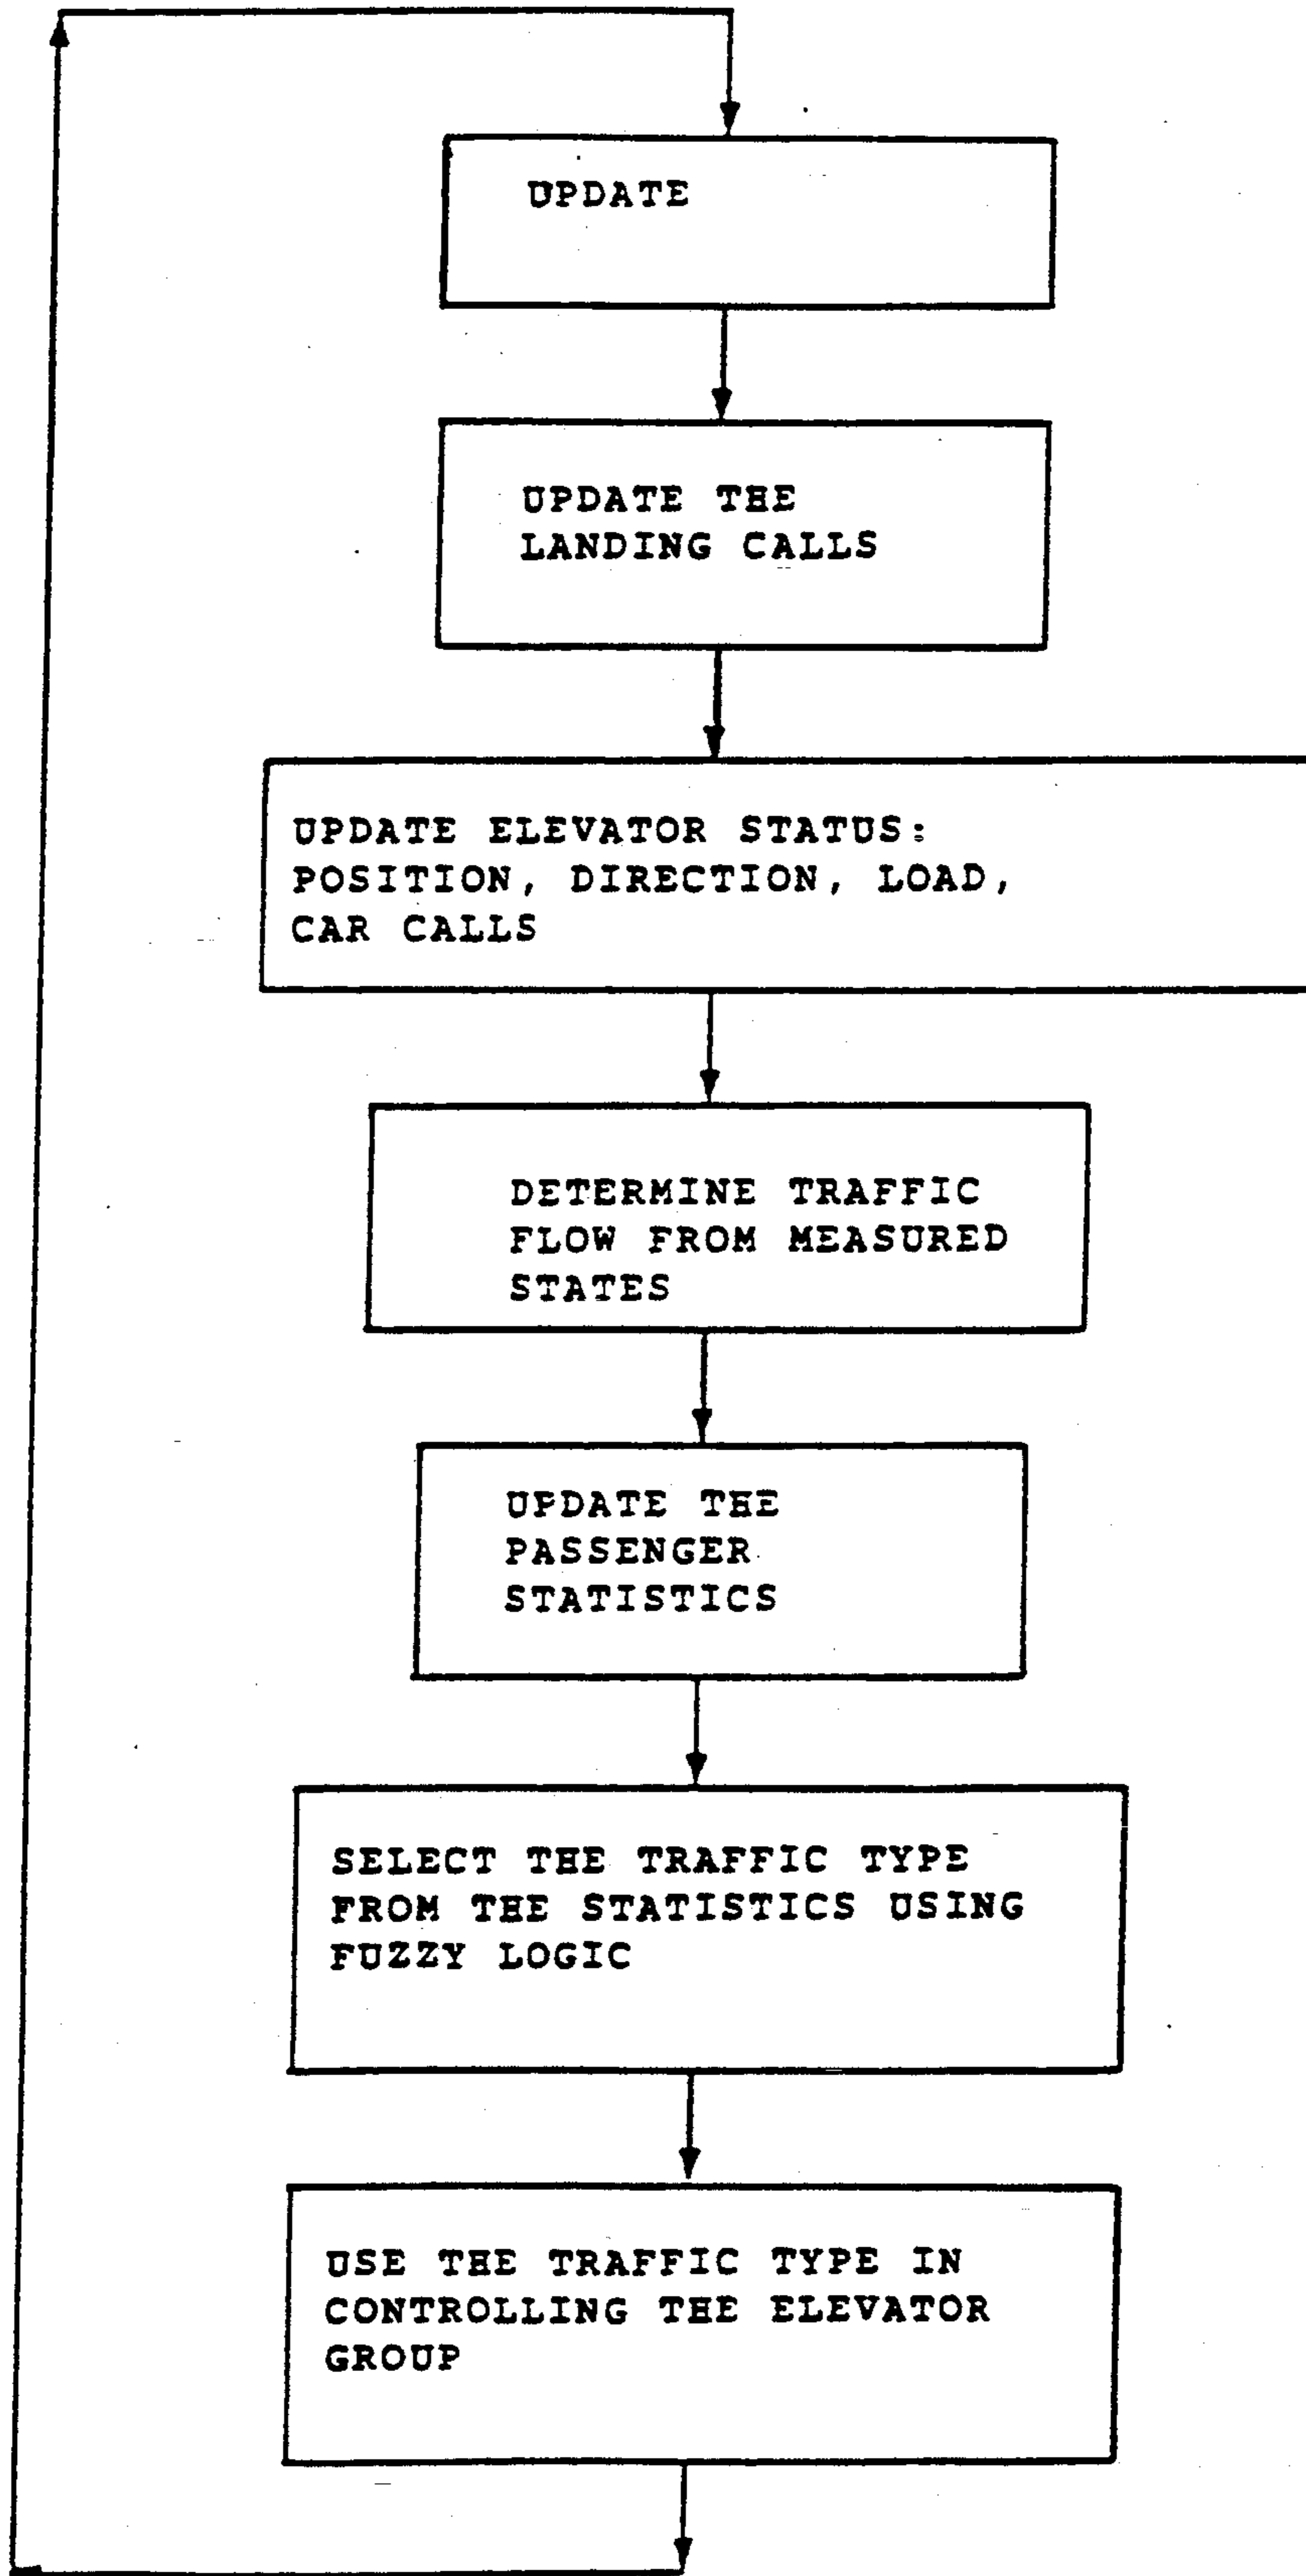 UPDATE
UPDATE THE
LANDING CALLS
UPDATE ELEVATOR STATUS:
POSITION, DIRECTION, LOAD,
CAR CALLS
DETERMINE TRAFFIC
FLOW FROM MEASURED
STATES
UPDATE THE
PASSENGER
STATISTICS
SELECT THE TRAFFIC TYPE
FROM THE STATISTICS USING
FUZZY LOGIC
USE THE TRAFFIC TYPE IN
CONTROLLING THE ELEVATOR
GROUP